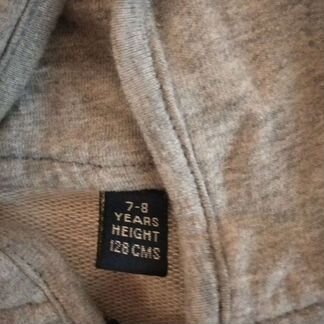 7-8
YEARS
HEIGHT
128 CMS